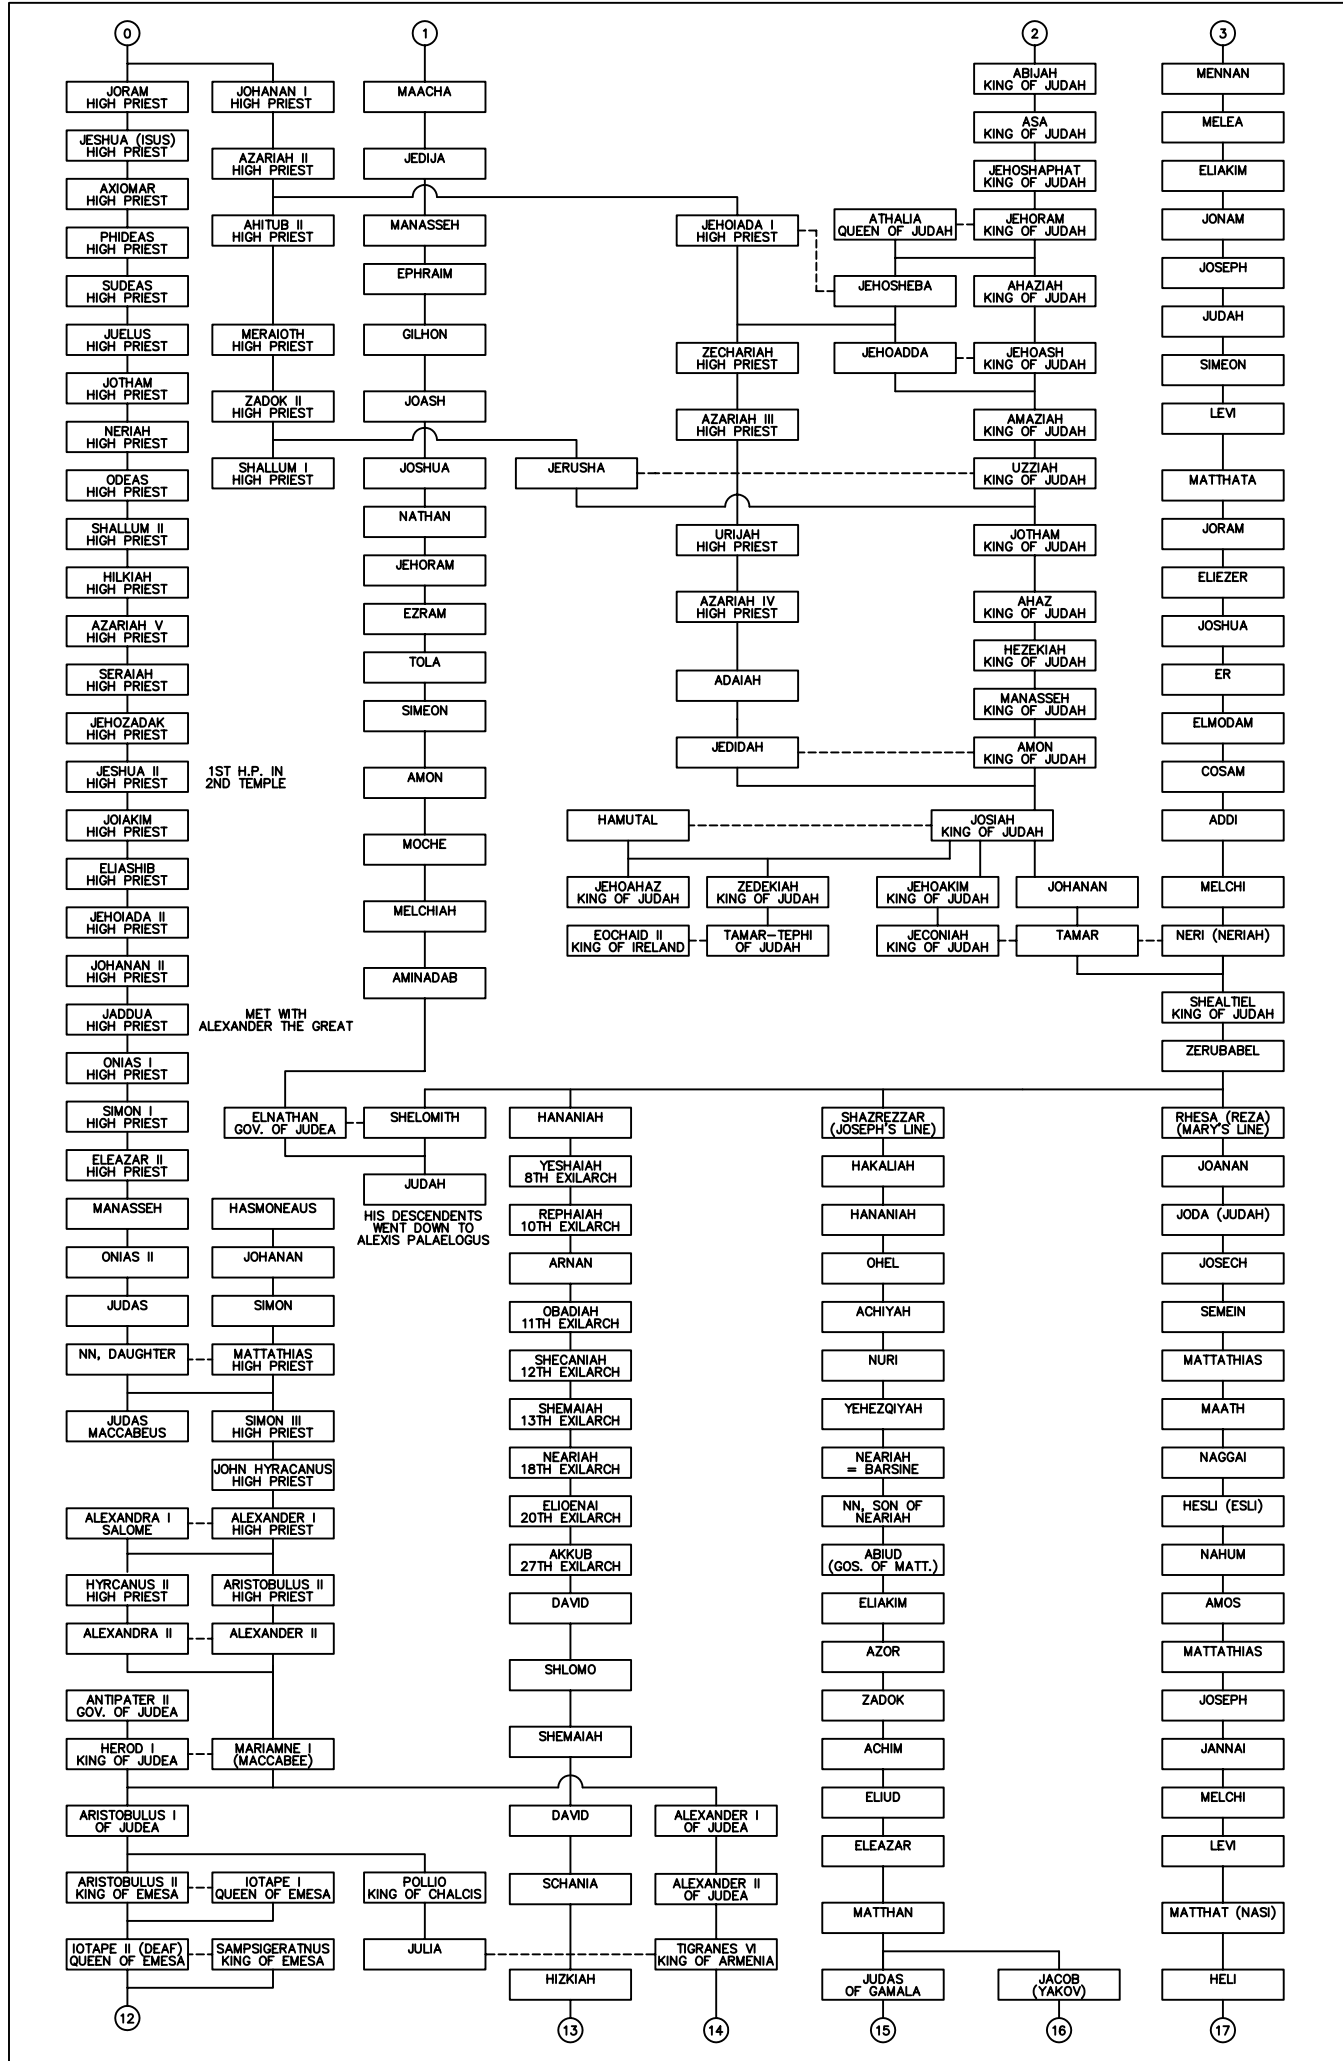 0
1
2
3
JORAM
HIGH PRIEST
JOHANAN I
HIGH PRIEST
MAACHA
ABIJAH
KING OF JUDAH
MENNAN
JESHUA (ISUS)
HIGH PRIEST
AZARIAH II
HIGH PRIEST
JEDIJA
ASA
KING OF JUDAH
MELEA
AXIOMAR
HIGH PRIEST
JEHOSHAPHAT
KING OF JUDAH
ELIAKIM
PHIDEAS
HIGH PRIEST
AHITUB II
HIGH PRIEST
MANASSEH
JEHOIADA I
HIGH PRIEST
ATHALIA
QUEEN OF JUDAH
JEHORAM
KING OF JUDAH
JONAM
SUDEAS
HIGH PRIEST
EPHRAIM
JEHOSHEBA
AHAZIAH
KING OF JUDAH
JOSEPH
JUELUS
HIGH PRIEST
MERAIOTH
HIGH PRIEST
GILHON
ZECHARIAH
HIGH PRIEST
JEHOADDA
JEHOASH
KING OF JUDAH
JUDAH
SIMEON
JOTHAM
HIGH PRIEST
ZADOK II
HIGH PRIEST
JOASH
AZARIAH III
HIGH PRIEST
AMAZIAH
KING OF JUDAH
LEVI
NERIAH
HIGH PRIEST
SHALLUM I
HIGH PRIEST
JOSHUA
JERUSHA
UZZIAH
KING OF JUDAH
MATTHATA
ODEAS
HIGH PRIEST
NATHAN
SHALLUM II
HIGH PRIEST
JEHORAM
URIJAH
HIGH PRIEST
JOTHAM
KING OF JUDAH
JORAM
HILKIAH
HIGH PRIEST
EZRAM
AZARIAH IV
HIGH PRIEST
AHAZ
KING OF JUDAH
ELIEZER
AZARIAH V
HIGH PRIEST
TOLA
HEZEKIAH
KING OF JUDAH
JOSHUA
SERAIAH
HIGH PRIEST
SIMEON
ADAIAH
MANASSEH
KING OF JUDAH
ER
JEHOZADAK
HIGH PRIEST
JEDIDAH
AMON
KING OF JUDAH
ELMODAM
JESHUA II
HIGH PRIEST
1ST H.P. IN
2ND TEMPLE
AMON
COSAM
JOIAKIM
HIGH PRIEST
MOCHE
HAMUTAL
JOSIAH
KING OF JUDAH
ADDI
ELIASHIB
HIGH PRIEST
MELCHIAH
JEHOAHAZ
KING OF JUDAH
ZEDEKIAH
KING OF JUDAH
JEHOAKIM
KING OF JUDAH
JOHANAN
MELCHI
JEHOIADA II
HIGH PRIEST
EOCHAID II
KING OF IRELAND
TAMAR-TEPHI
OF JUDAH
JECONIAH
KING OF JUDAH
TAMAR
NERI (NERIAH)
JOHANAN II
HIGH PRIEST
AMINADAB
JADDUA
HIGH PRIEST
MET WITH
ALEXANDER THE GREAT
SHEALTIEL
KING OF JUDAH
ONIAS I
HIGH PRIEST
ZERUBABEL
SIMON I
HIGH PRIEST
ELNATHAN
GOV. OF JUDEA
SHELOMITH
HANANIAH
SHAZREZZAR
(JOSEPH'S LINE)
RHESA (REZA)
(MARY'S LINE)
ELEAZAR II
HIGH PRIEST
JUDAH
HIS DESCENDENTS
WENT DOWN TO
ALEXIS PALAELOGUS
YESHAIAH
8TH EXILARCH
HAKALIAH
JOANAN
MANASSEH
HASMONEAUS
REPHAIAH
10TH EXILARCH
HANANIAH
JODA (JUDAH)
ONIAS II
JOHANAN
ARNAN
OHEL
JOSECH
JUDAS
SIMON
OBADIAH
11TH EXILARCH
ACHIYAH
SEMEIN
NN, DAUGHTER
MATTATHIAS
HIGH PRIEST
SHECANIAH
12TH EXILARCH
NURI
MATTATHIAS
JUDAS
MACCABEUS
SIMON III
HIGH PRIEST
SHEMAIAH
13TH EXILARCH
YEHEZQIYAH
MAATH
JOHN HYRACANUS
HIGH PRIEST
NEARIAH
18TH EXILARCH
NEARIAH
= BARSINE
NAGGAI
ALEXANDRA I
SALOME
ALEXANDER I
HIGH PRIEST
ELIOENAI
20TH EXILARCH
NN, SON OF
NEARIAH
HESLI (ESLI)
AKKUB
27TH EXILARCH
ABIUD
(GOS. OF MATT.)
NAHUM
HYRCANUS II
HIGH PRIEST
ARISTOBULUS II
HIGH PRIEST
DAVID
ELIAKIM
AMOS
ALEXANDRA II
ALEXANDER II
SHLOMO
AZOR
MATTATHIAS
ANTIPATER II
GOV. OF JUDEA
ZADOK
JOSEPH
HEROD I
KING OF JUDEA
MARIAMNE I
(MACCABEE)
SHEMAIAH
ACHIM
JANNAI
ARISTOBULUS I
OF JUDEA
DAVID
ALEXANDER I
OF JUDEA
ELIUD
MELCHI
ELEAZAR
LEVI
ARISTOBULUS II
KING OF EMESA
IOTAPE I
QUEEN OF EMESA
POLLIO
KING OF CHALCIS
SCHANIA
ALEXANDER II
OF JUDEA
MATTHAN
MATTHAT (NASI)
IOTAPE II (DEAF)
QUEEN OF EMESA
SAMPSIGERATNUS
KING OF EMESA
JULIA
TIGRANES VI
KING OF ARMENIA
HIZKIAH
JUDAS
OF GAMALA
JACOB
(YAKOV)
HELI
12
13
14
15
16
17